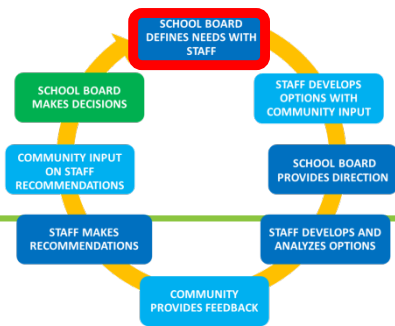 SCHOOL BOARD
DEFINES NEEDS WITH
STAFF
STAFF DEVELOPS
OPTIONS WITH
COMMUNITY INPUT
SCHOOL BOARD
PROVIDES DIRECTION
STAFF DEVELOPS AND
ANALYZES OPTIONS
COMMUNITY
PROVIDES FEEDBACK
STAFF MAKES
RECOMMENDATIONS
COMMUNITY INPUT
ON STAFF
RECOMMENDATIONS
SCHOOL BOARD
MAKES DECISIONS